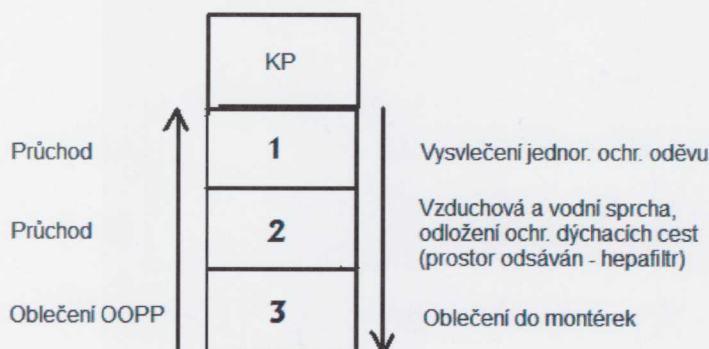 KP
Průchod
1
Vysvlečení jednor. ochr. oděvu
Průchod
2
Vzduchová a vodní sprcha,
odložení ochr. dýchacích cest
(prostor odsáván - hepafiltr)
Oblečení OOPP
3
Oblečení do montérek